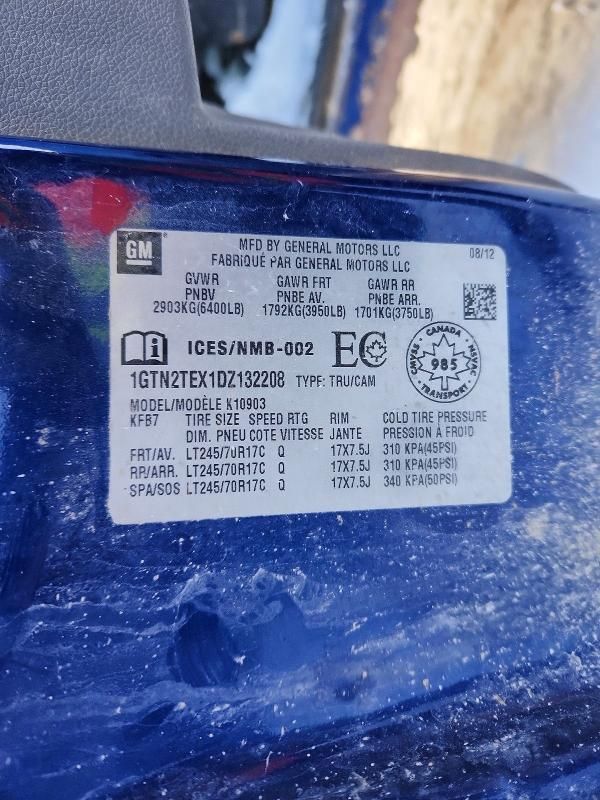 GM
MFD BY GENERAL MOTORS LLC
08/12
FABRIQUÉ PAR GENERAL MOTORS LLC
GVWR GAWR FRT GAWR RR
PNBV PNBE AV. PNBE ARR.
2903KG(6400LB) 1792KG(3950LB) 1701KG(3750LB)
i ICES/NMB-002 EC
CANADA
CMVSS 985 NSVAC
TRANSPORT
1GTN2TEX1DZ132208 TYPE: TRU/CAM
MODEL/MODÈLE K10903
KFB7 TIRE SIZE SPEED RTG RIM COLD TIRE PRESSURE
DIM. PNEU COTE VITESSE JANTE PRESSION À FROID
FRT/AV. LT245/70R17C Q 17X7.5J 310 KPA(45PSI)
RP/ARR. LT245/70R17C Q 17X7.5J 310 KPA(45PSI)
SPA/SOS LT245/70R17C Q 17X7.5J 340 KPA(50PSI)